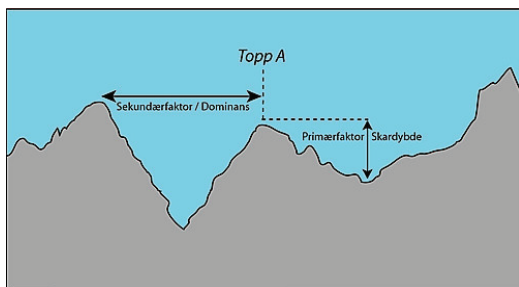 Topp A
Sekundærfaktor / Dominans
Primærfaktor Skardybde